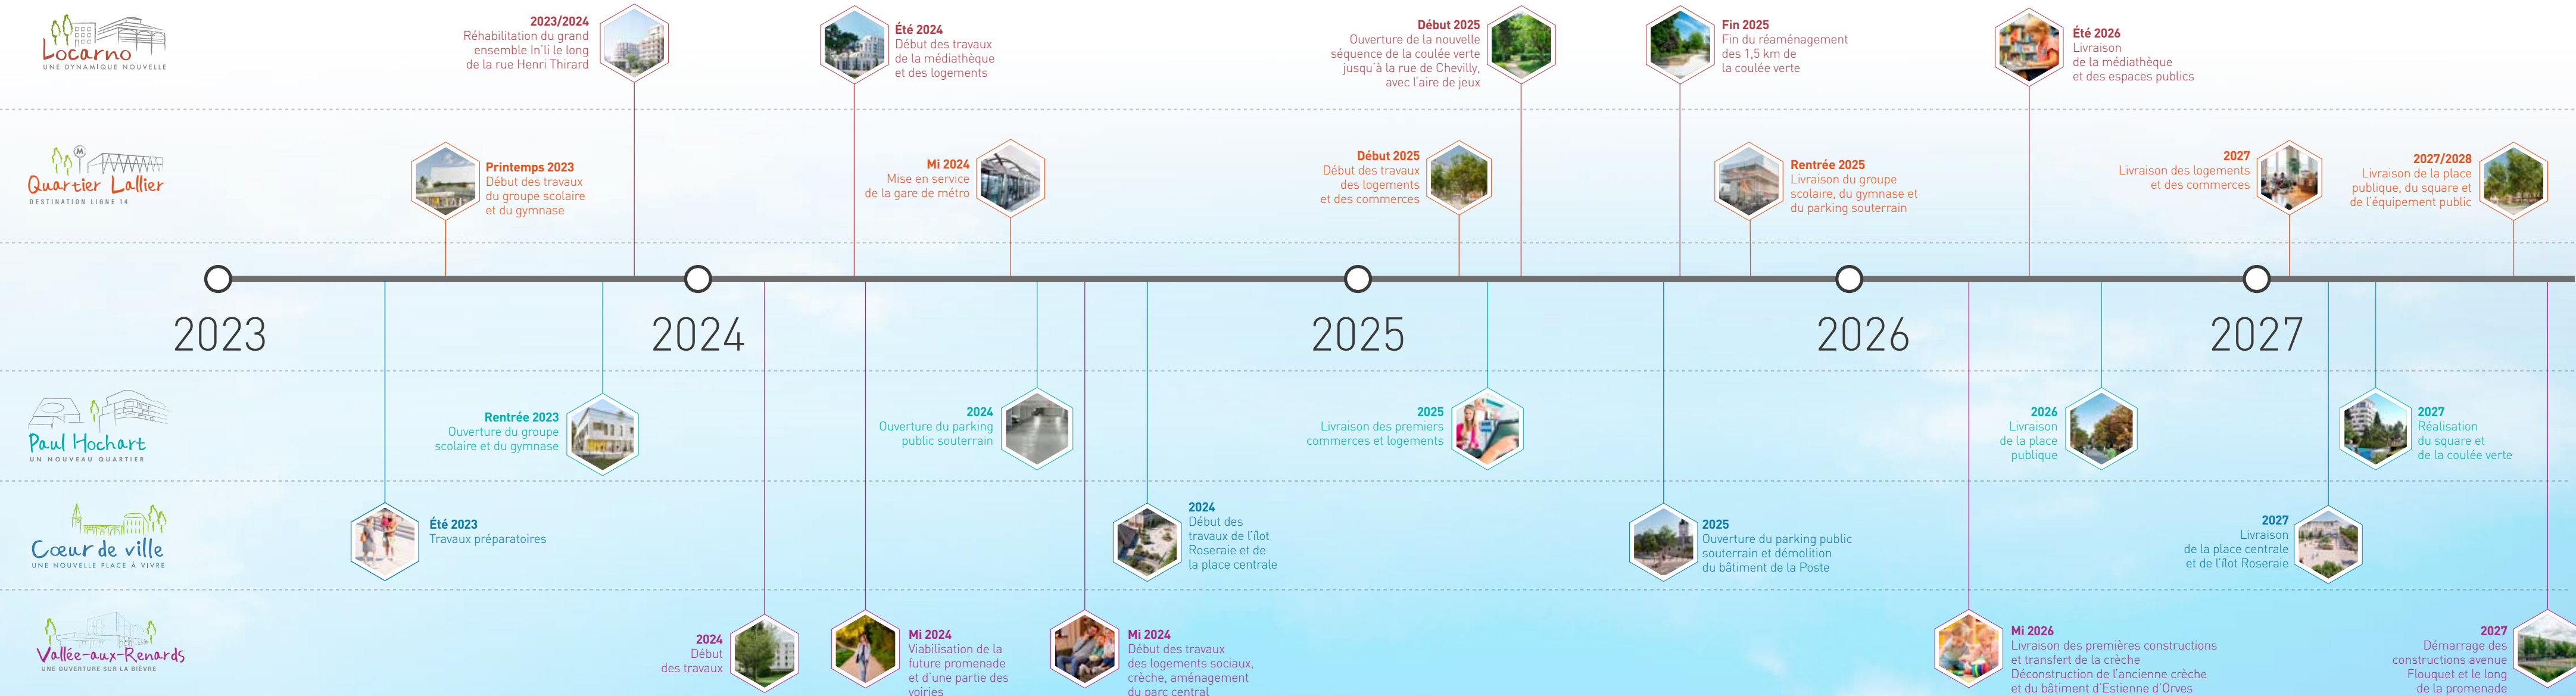 Locarno
UNE DYNAMIQUE NOUVELLE
2023/2024
Réhabilitation du grand
ensemble In'li le long
de la rue Henri Thirard
Été 2024
Début des travaux
de la médiathèque
et des logements
Début 2025
Ouverture de la nouvelle
séquence de la coulée verte
jusqu'à la rue de Chevilly,
avec l'aire de jeux
Fin 2025
Fin du réaménagement
des 1,5 km de
la coulée verte
Été 2026
Livraison
de la médiathèque
et des espaces publics
M
Quartier Lallier
DESTINATION LIGNE 14
Printemps 2023
Début des travaux
du groupe scolaire
et du gymnase
Mi 2024
Mise en service
de la gare de métro
Début 2025
Début des travaux
des logements
et des commerces
Rentrée 2025
Livraison du groupe
scolaire, du gymnase et
du parking souterrain
2027
Livraison des logements
et des commerces
2027/2028
Livraison de la place
publique, du square et
de l'équipement public
2023
2024
2025
2026
2027
Paul Hochart
UN NOUVEAU QUARTIER
Rentrée 2023
Ouverture du groupe
scolaire et du gymnase
2024
Ouverture du parking
public souterrain
2025
Livraison des premiers
commerces et logements
2026
Livraison
de la place
publique
2027
Réalisation
du square et
de la coulée verte
Cœur de ville
UNE NOUVELLE PLACE À VIVRE
Été 2023
Travaux préparatoires
2024
Début des
travaux de l'îlot
Roseraie et de
la place centrale
2025
Ouverture du parking public
souterrain et démolition
du bâtiment de la Poste
2027
Livraison
de la place centrale
et de l'îlot Roseraie
Vallée-aux-Renards
UNE OUVERTURE SUR LA BIÈVRE
2024
Début
des travaux
Mi 2024
Viabilisation de la
future promenade
et d'une partie des
voiries
Mi 2024
Début des travaux
des logements sociaux,
crèche, aménagement
du parc central
Mi 2026
Livraison des premières constructions
et transfert de la crèche
Déconstruction de l'ancienne crèche
et du bâtiment d'Estienne d'Orves
2027
Démarrage des
constructions avenue
Flouquet et le long
de la promenade